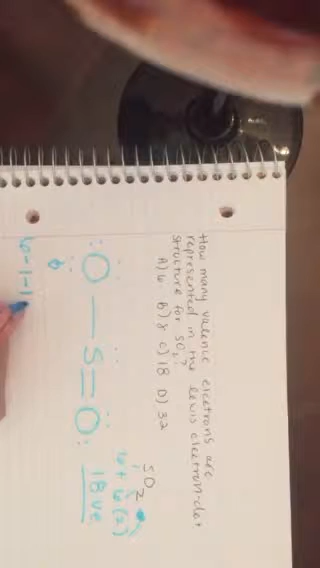 How many valence electrons are
represented in the lewis electron-dot
structure for SO2?
A) 6 B) 8 C) 18 D) 32
SO2
6 + 6(2)
18 ve
O — S = O
6
6 - 1 - 1